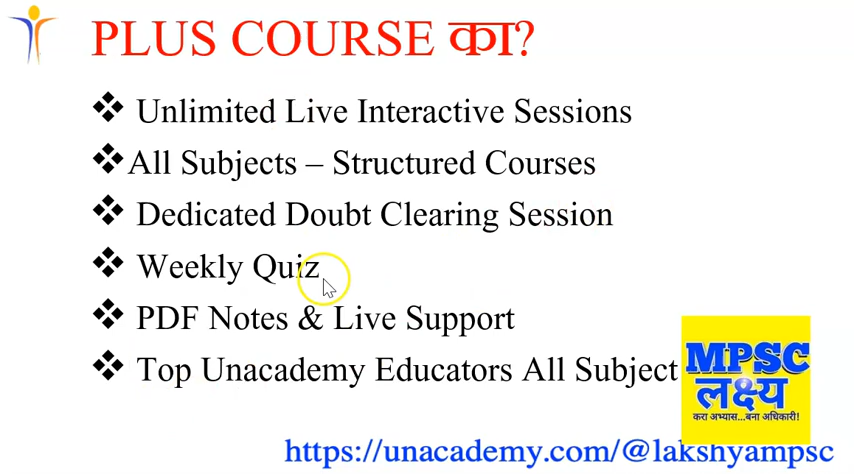 PLUS COURSE का?
❖ Unlimited Live Interactive Sessions
❖ All Subjects – Structured Courses
❖ Dedicated Doubt Clearing Session
❖ Weekly Quiz
❖ PDF Notes & Live Support
❖ Top Unacademy Educators All Subject
MPSC
लक्ष्य
करा अभ्यास...बना अधिकारी!
https://unacademy.com/@lakshyampsc